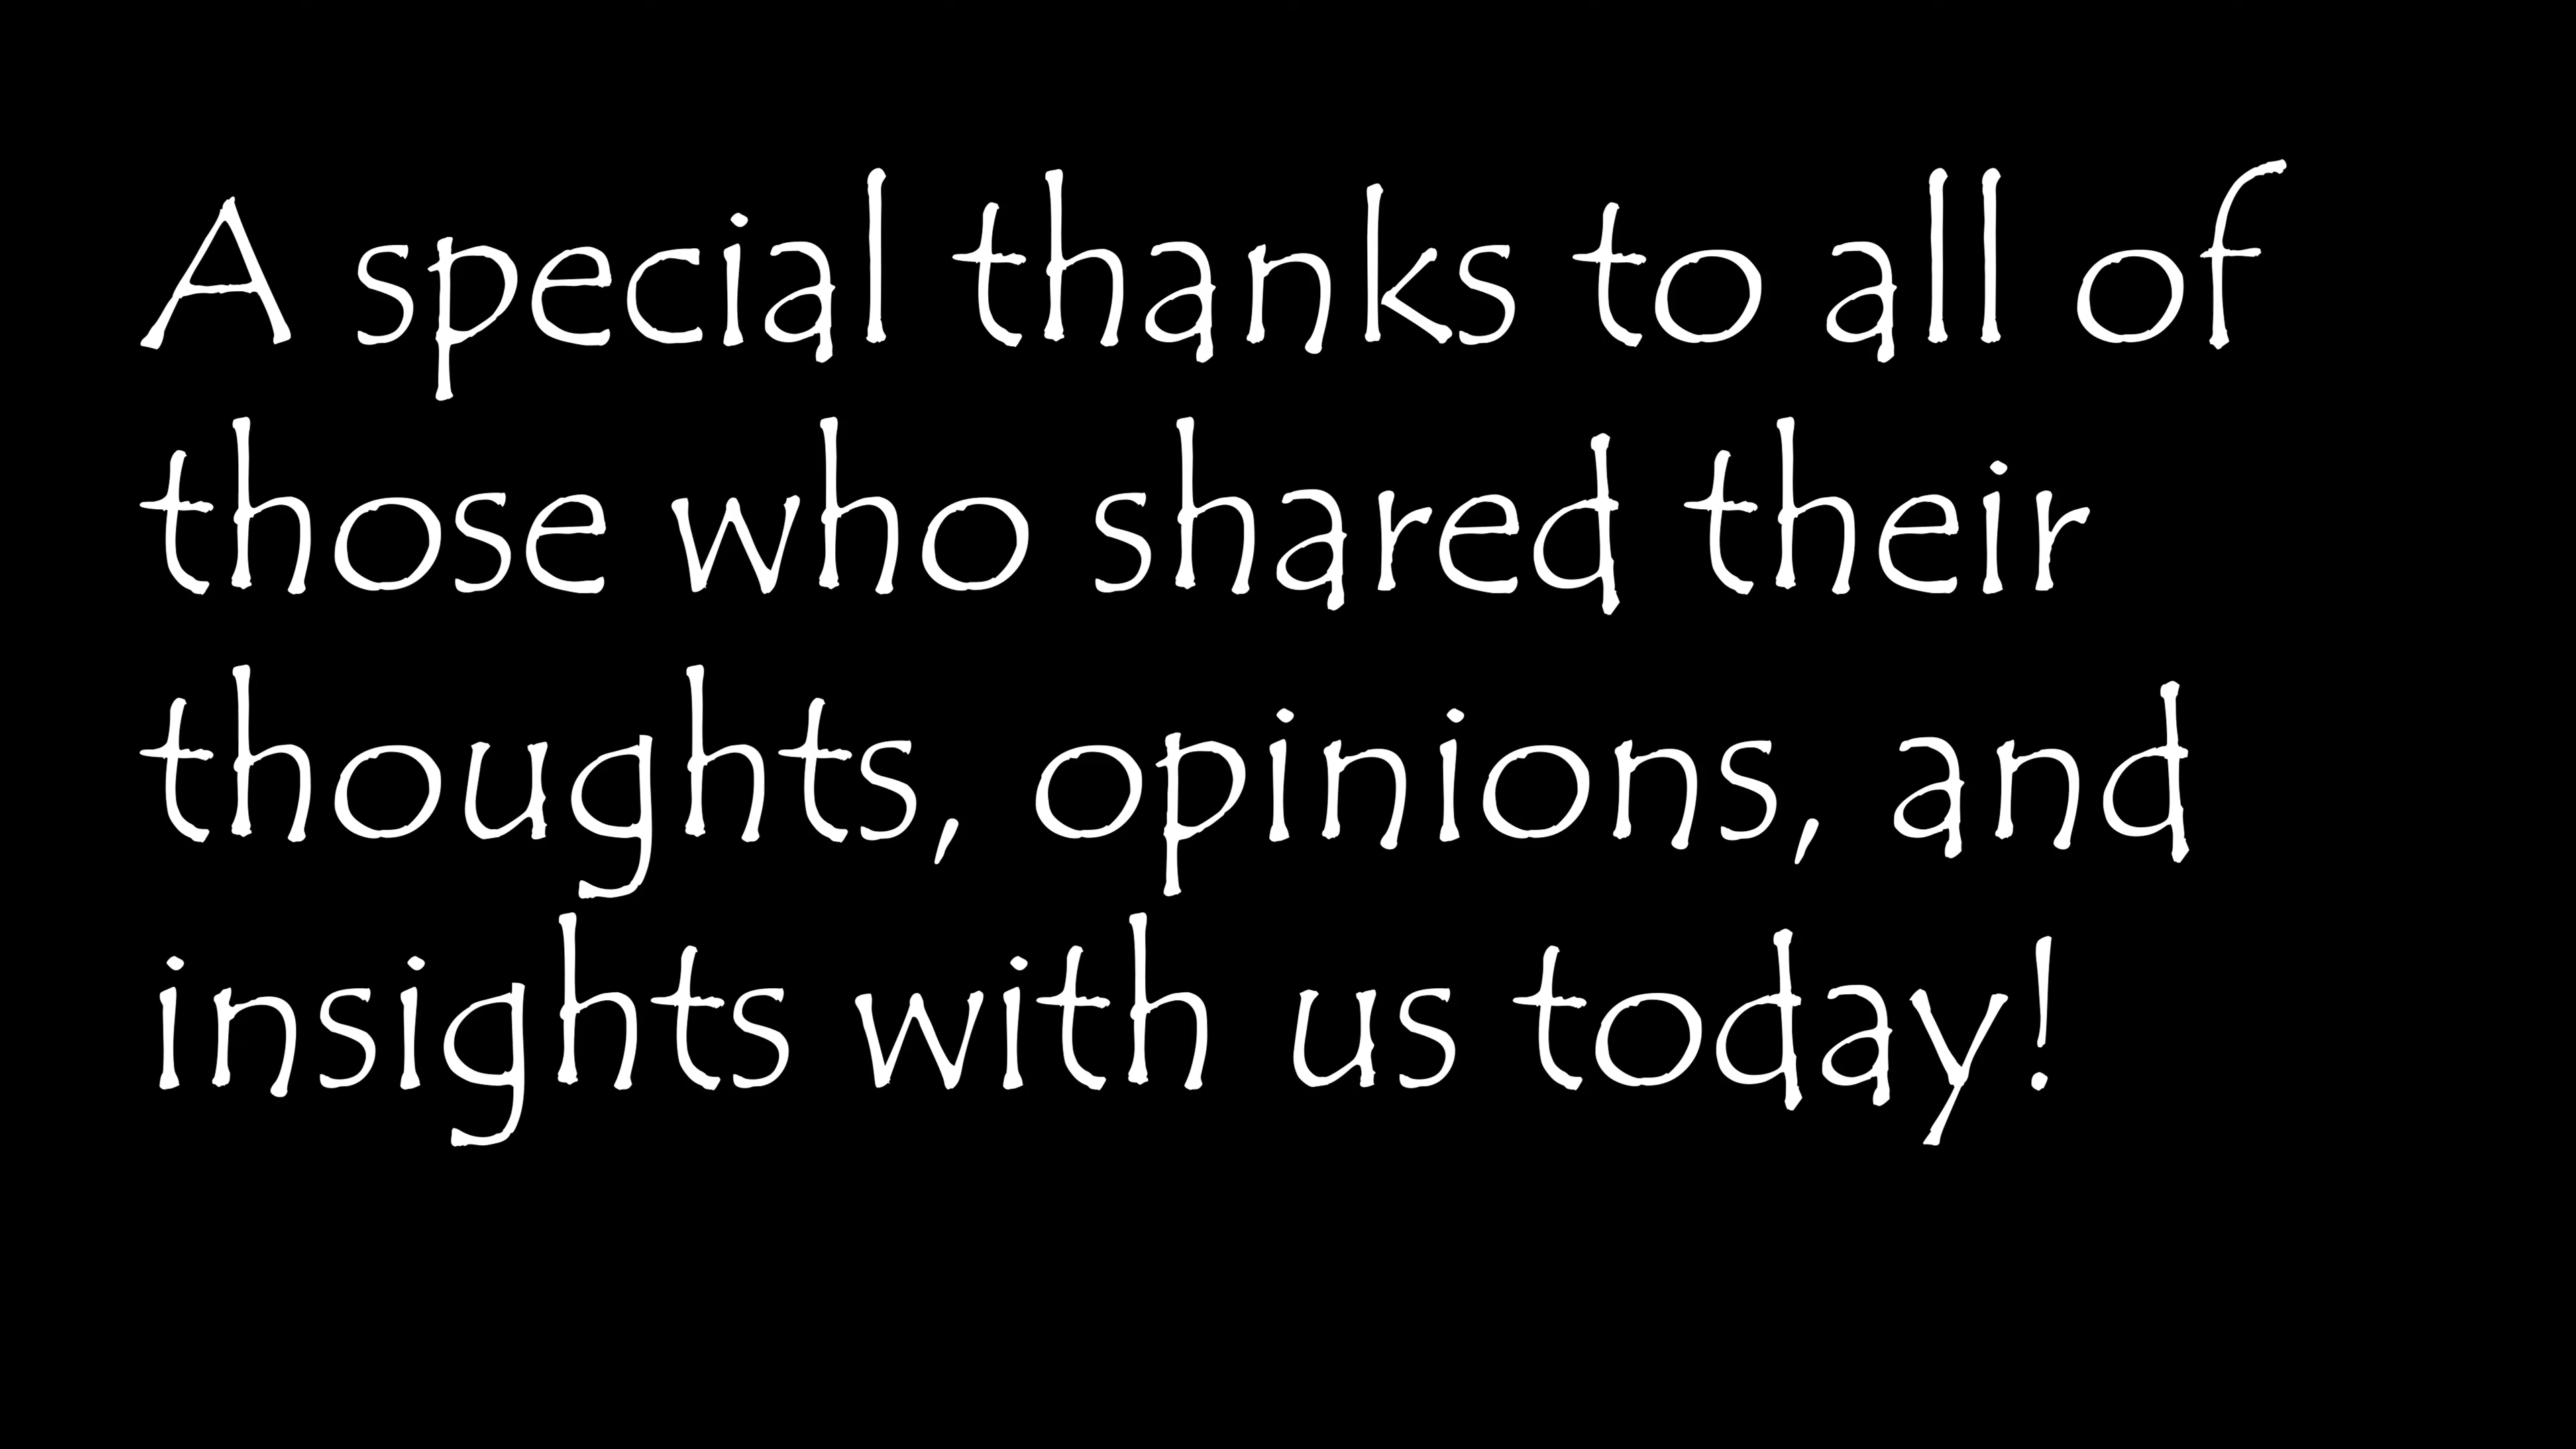 A special thanks to all of
those who shared their
thoughts, opinions, and
insights with us today!